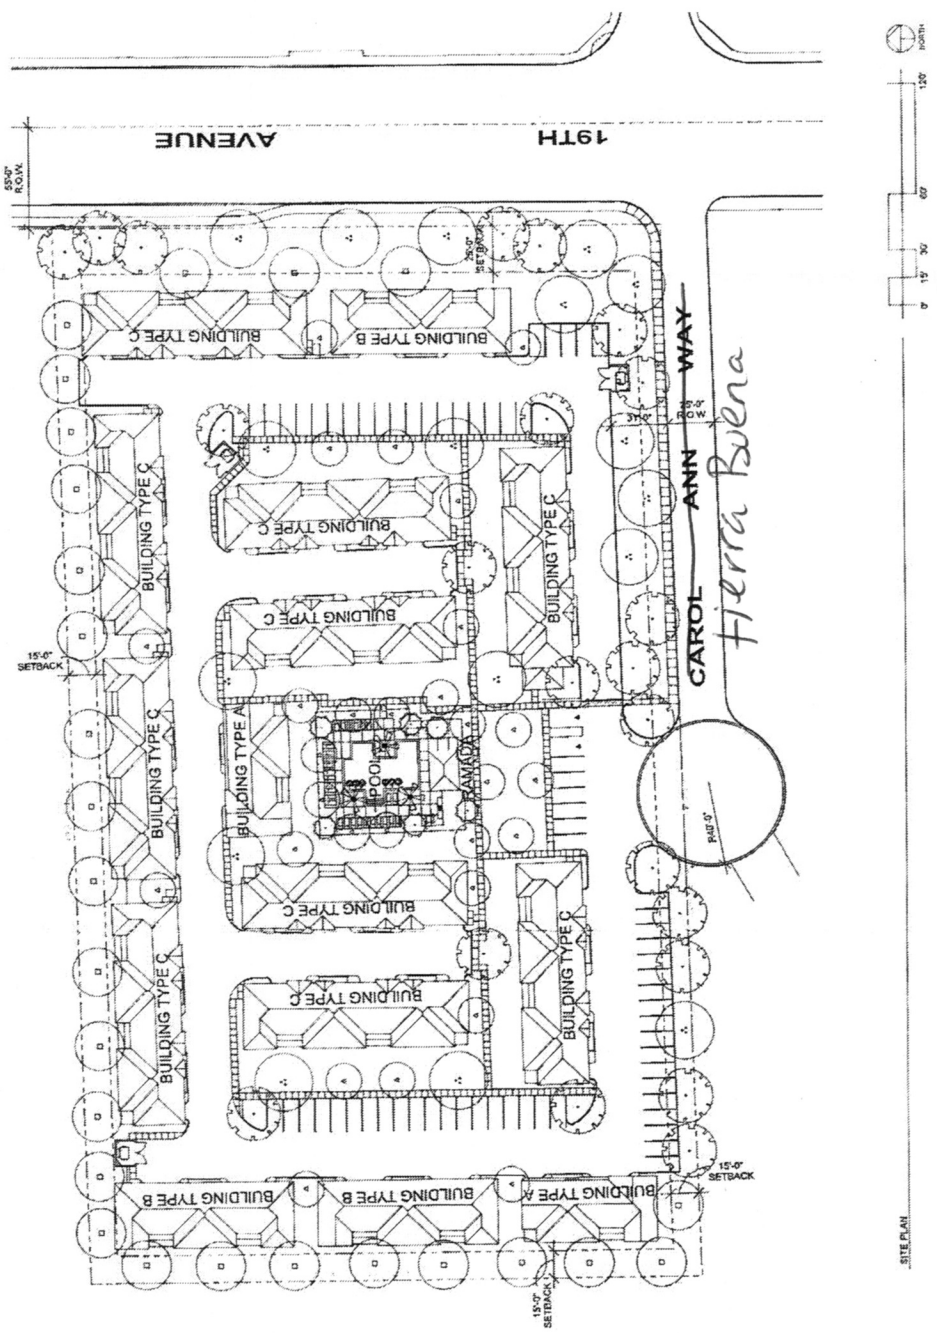 NORTH
120'
60'
30'
15'
0'
55'-0"
R.O.W.
19TH AVENUE
25'-0"
SETBACK
BUILDING TYPE C
BUILDING TYPE B
CAROL ANN WAY
Tierra Buena
31'-0"
R.O.W
BUILDING TYPE C
BUILDING TYPE C
BUILDING TYPE C
BUILDING TYPE C
15'-0"
SETBACK
BUILDING TYPE C
BUILDING TYPE A
POOL
RAMADA
R40'-0"
BUILDING TYPE C
BUILDING TYPE C
BUILDING TYPE C
BUILDING TYPE C
15'-0"
SETBACK
BUILDING TYPE B
BUILDING TYPE B
BUILDING TYPE A
15'-0"
SETBACK
SITE PLAN